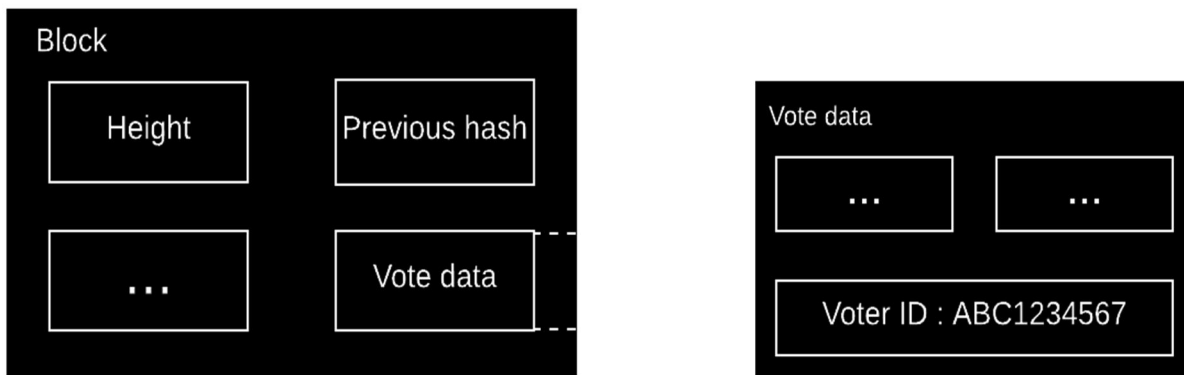 Block
Height
Previous hash
...
Vote data
Vote data
...
...
Voter ID : ABC1234567